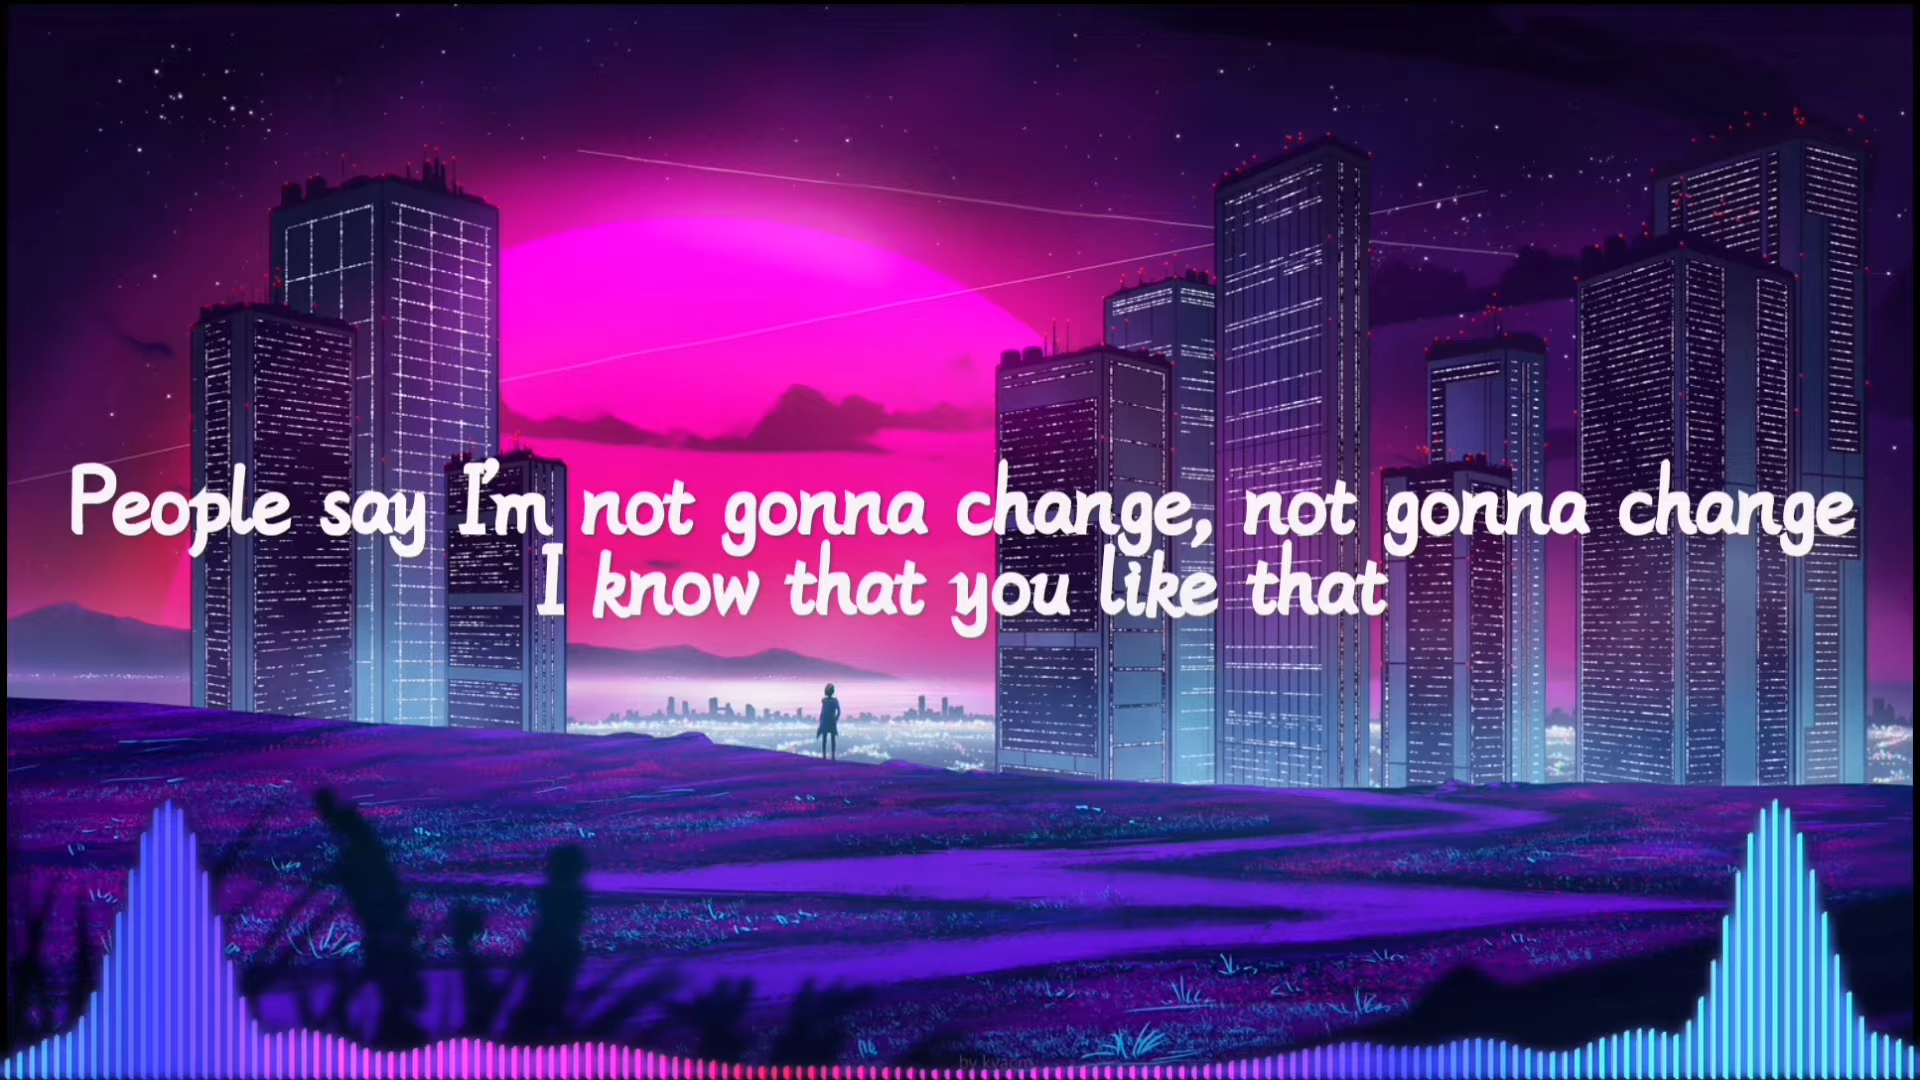 People say I'm not gonna change, not gonna change
I know that you like that